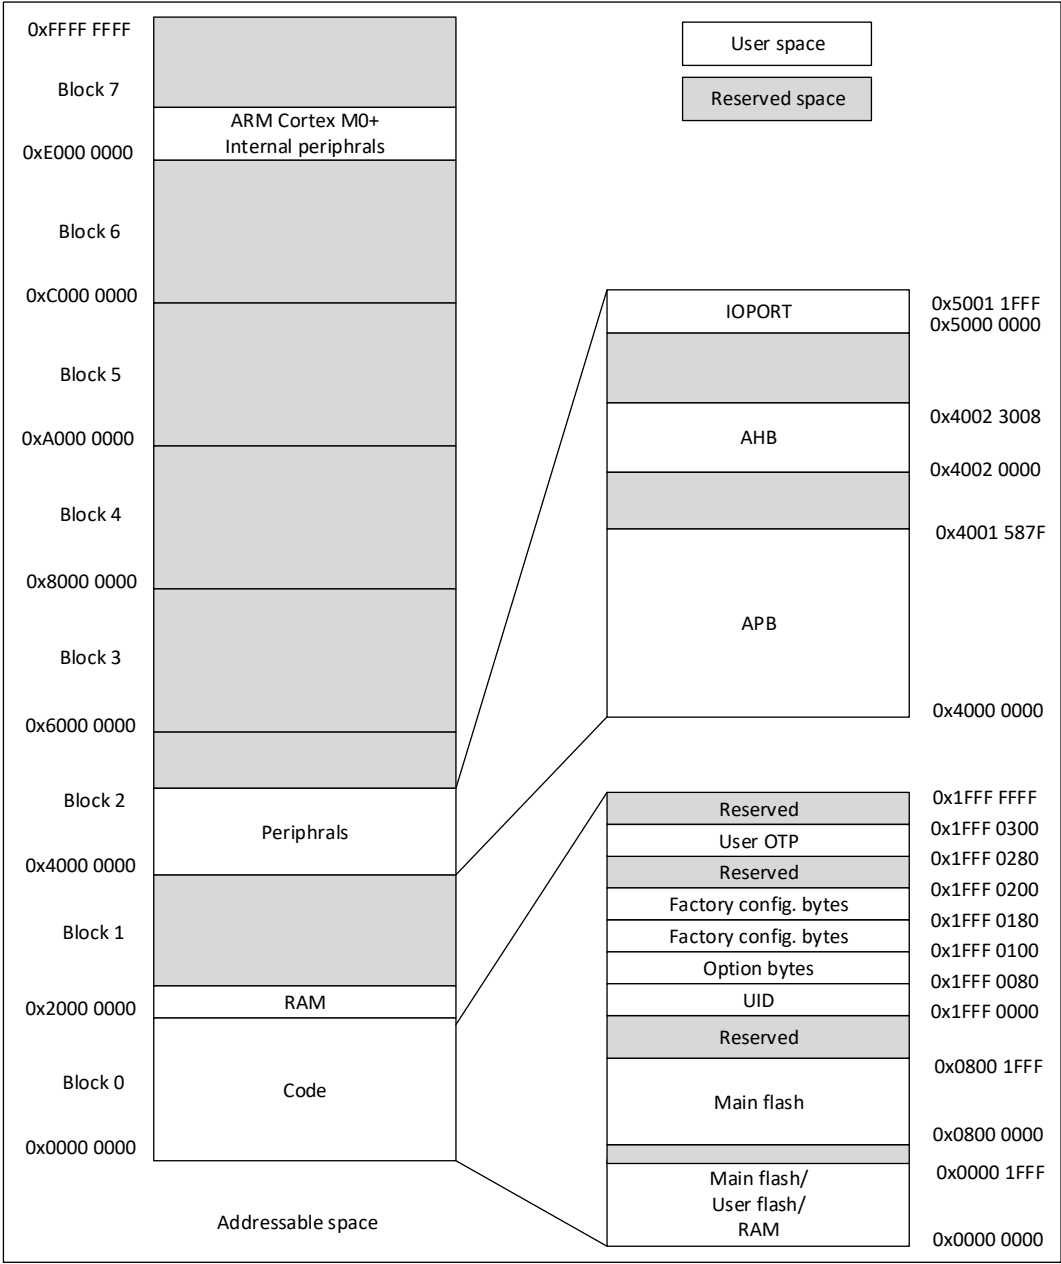 0xFFFF FFFF
Block 7
ARM Cortex M0+
Internal periphrals
0xE000 0000
Block 6
0xC000 0000
Block 5
0xA000 0000
Block 4
0x8000 0000
Block 3
0x6000 0000
Block 2
Periphrals
0x4000 0000
Block 1
RAM
0x2000 0000
Block 0
Code
0x0000 0000
Addressable space
User space
Reserved space
IOPORT
0x5001 1FFF
0x5000 0000
AHB
0x4002 3008
0x4002 0000
0x4001 587F
APB
0x4000 0000
Reserved
0x1FFF FFFF
User OTP
0x1FFF 0300
Reserved
0x1FFF 0280
Factory config. bytes
0x1FFF 0200
Factory config. bytes
0x1FFF 0180
Option bytes
0x1FFF 0100
UID
0x1FFF 0080
0x1FFF 0000
Reserved
0x0800 1FFF
Main flash
0x0800 0000
Main flash/
User flash/
RAM
0x0000 1FFF
0x0000 0000